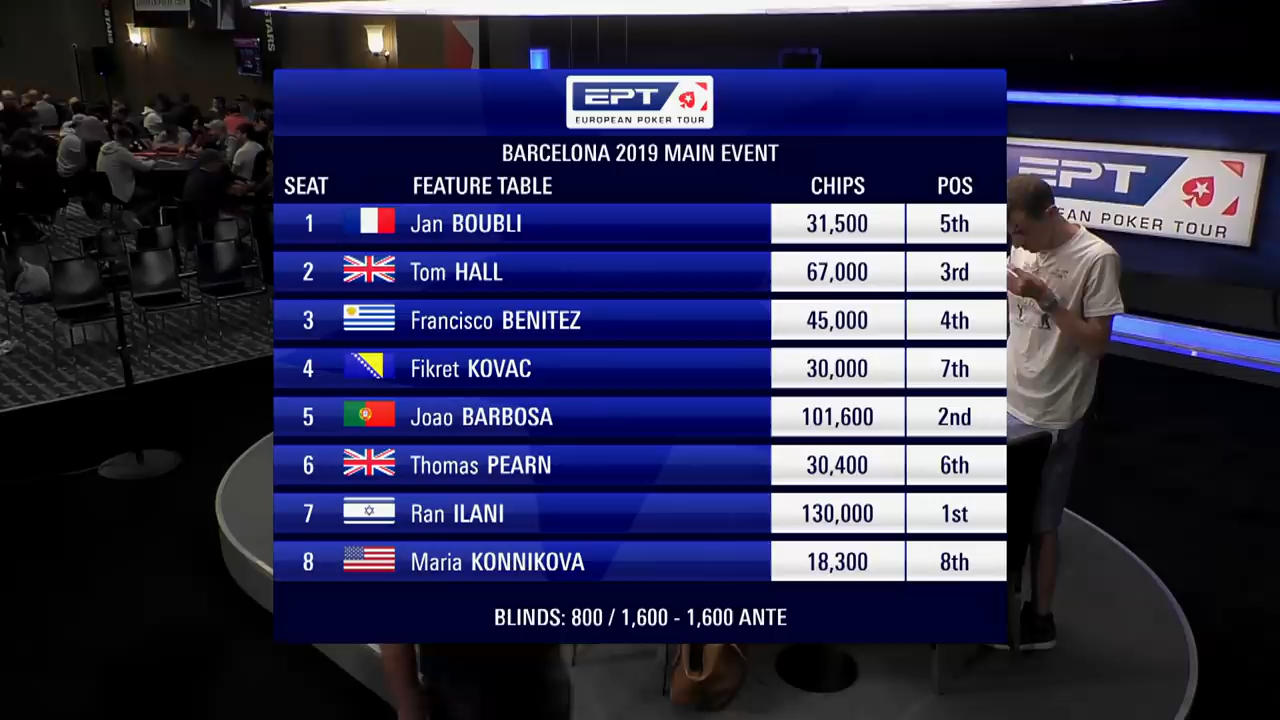 STARS
STARS
EPT
EUROPEAN POKER TOUR
BARCELONA 2019 MAIN EVENT
SEAT FEATURE TABLE CHIPS POS
1 Jan BOUBLI 31,500 5th
2 Tom HALL 67,000 3rd
3 Francisco BENITEZ 45,000 4th
4 Fikret KOVAC 30,000 7th
5 Joao BARBOSA 101,600 2nd
6 Thomas PEARN 30,400 6th
7 Ran ILANI 130,000 1st
8 Maria KONNIKOVA 18,300 8th
BLINDS: 800 / 1,600 - 1,600 ANTE
EPT
EAN POKER TOUR